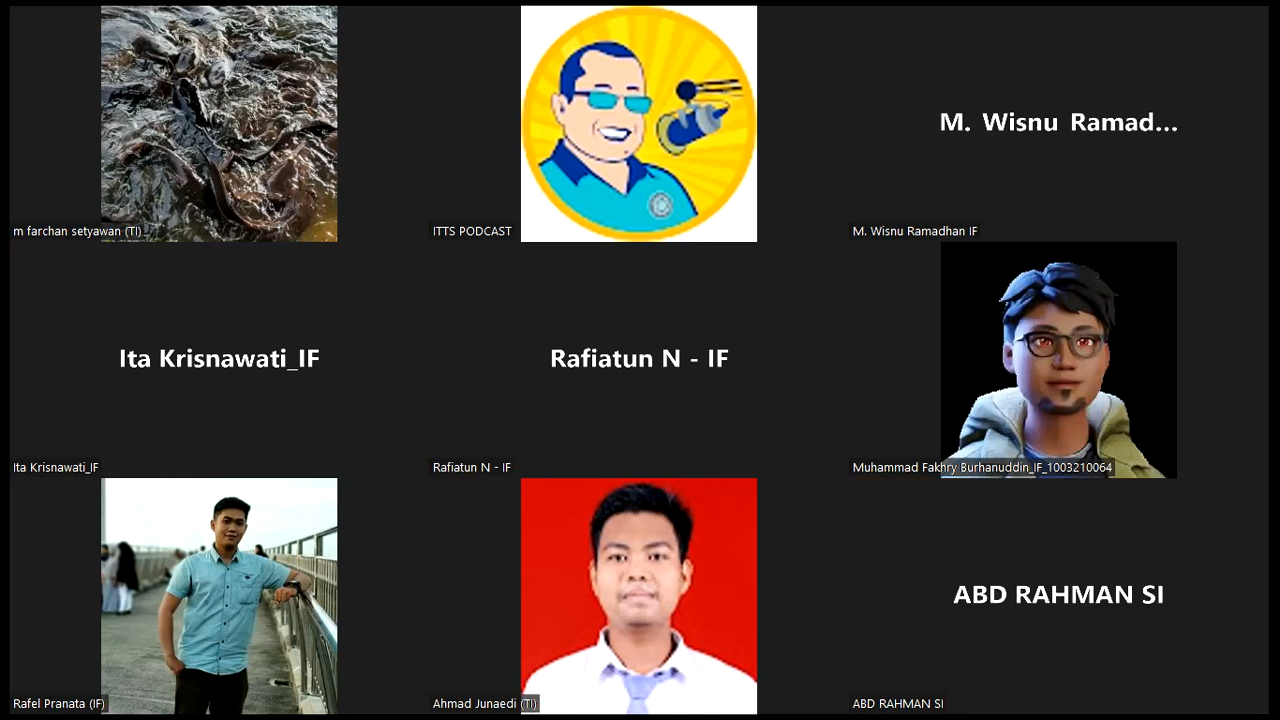 m farchan setyawan (TI)
ITTS PODCAST
M. Wisnu Ramad...
M. Wisnu Ramadhan IF
Ita Krisnawati_IF
Ita Krisnawati_IF
Rafiatun N - IF
Rafiatun N - IF
Muhammad Fakhry Burhanuddin_IF_1003210064
Rafel Pranata (IF)
Ahmad Junaedi (TI)
ABD RAHMAN SI
ABD RAHMAN SI